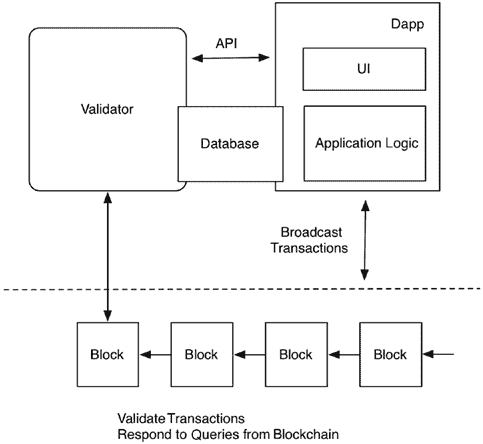 Dapp
API
UI
Validator
Database
Application Logic
Broadcast
Transactions
Block
Block
Block
Block
Validate Transactions
Respond to Queries from Blockchain